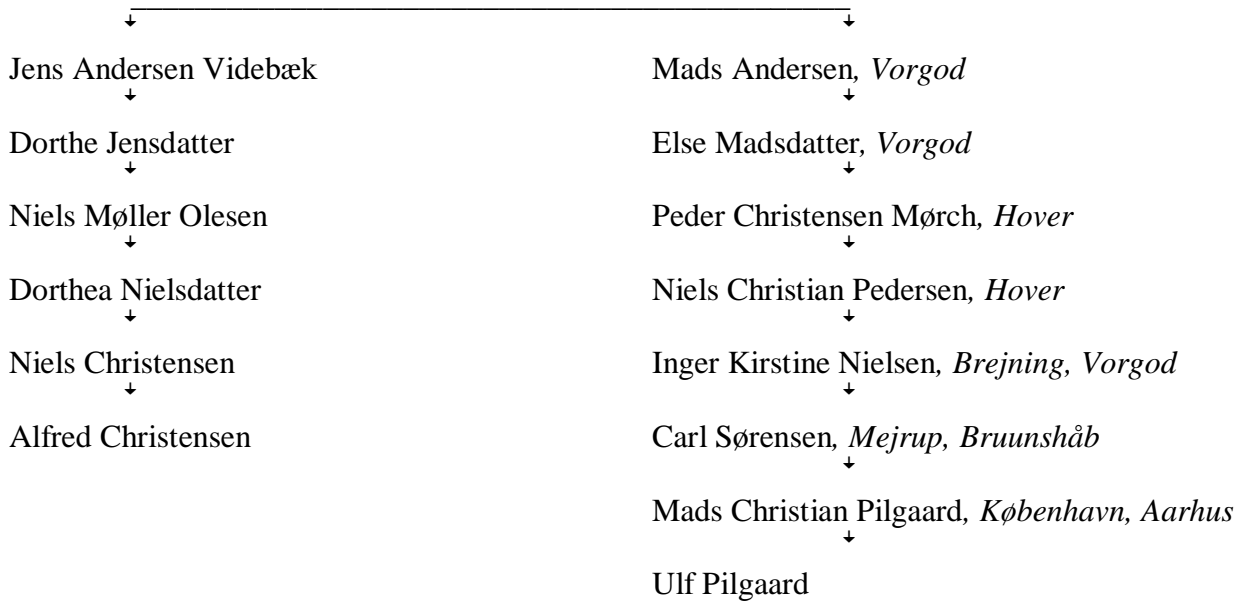 Jens Andersen Videbæk
Mads Andersen, Vorgod
Dorthe Jensdatter
Else Madsdatter, Vorgod
Niels Møller Olesen
Peder Christensen Mørch, Hover
Dorthea Nielsdatter
Niels Christian Pedersen, Hover
Niels Christensen
Inger Kirstine Nielsen, Brejning, Vorgod
Alfred Christensen
Carl Sørensen, Mejrup, Bruunshåb
Mads Christian Pilgaard, København, Aarhus
Ulf Pilgaard